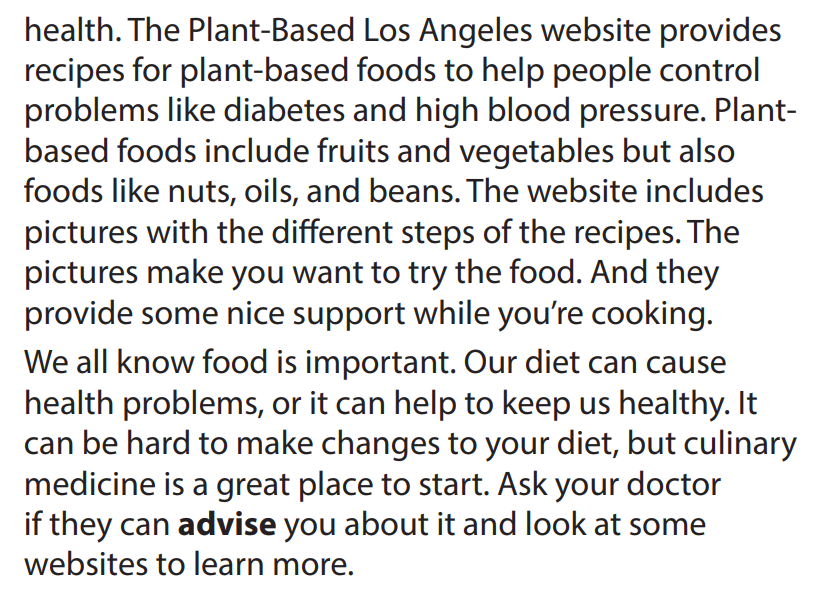 health. The Plant-Based Los Angeles website provides
recipes for plant-based foods to help people control
problems like diabetes and high blood pressure. Plant-
based foods include fruits and vegetables but also
foods like nuts, oils, and beans. The website includes
pictures with the different steps of the recipes. The
pictures make you want to try the food. And they
provide some nice support while you’re cooking.
We all know food is important. Our diet can cause
health problems, or it can help to keep us healthy. It
can be hard to make changes to your diet, but culinary
medicine is a great place to start. Ask your doctor
if they can advise you about it and look at some
websites to learn more.